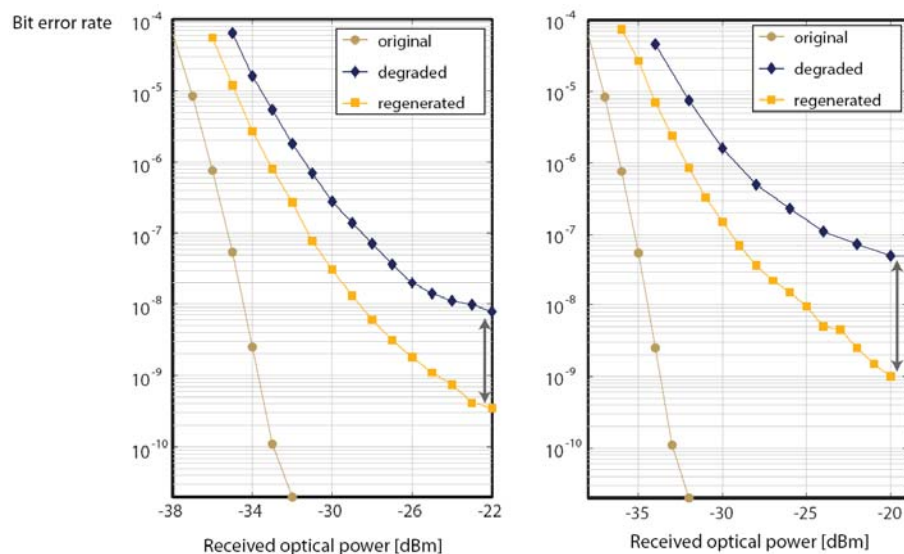 Bit error rate
10-4
10-5
10-6
10-7
10-8
10-9
10-10
original
degraded
regenerated
-38
-34
-30
-26
-22
Received optical power [dBm]
10-4
10-5
10-6
10-7
10-8
10-9
10-10
original
degraded
regenerated
-35
-30
-25
-20
Received optical power [dBm]